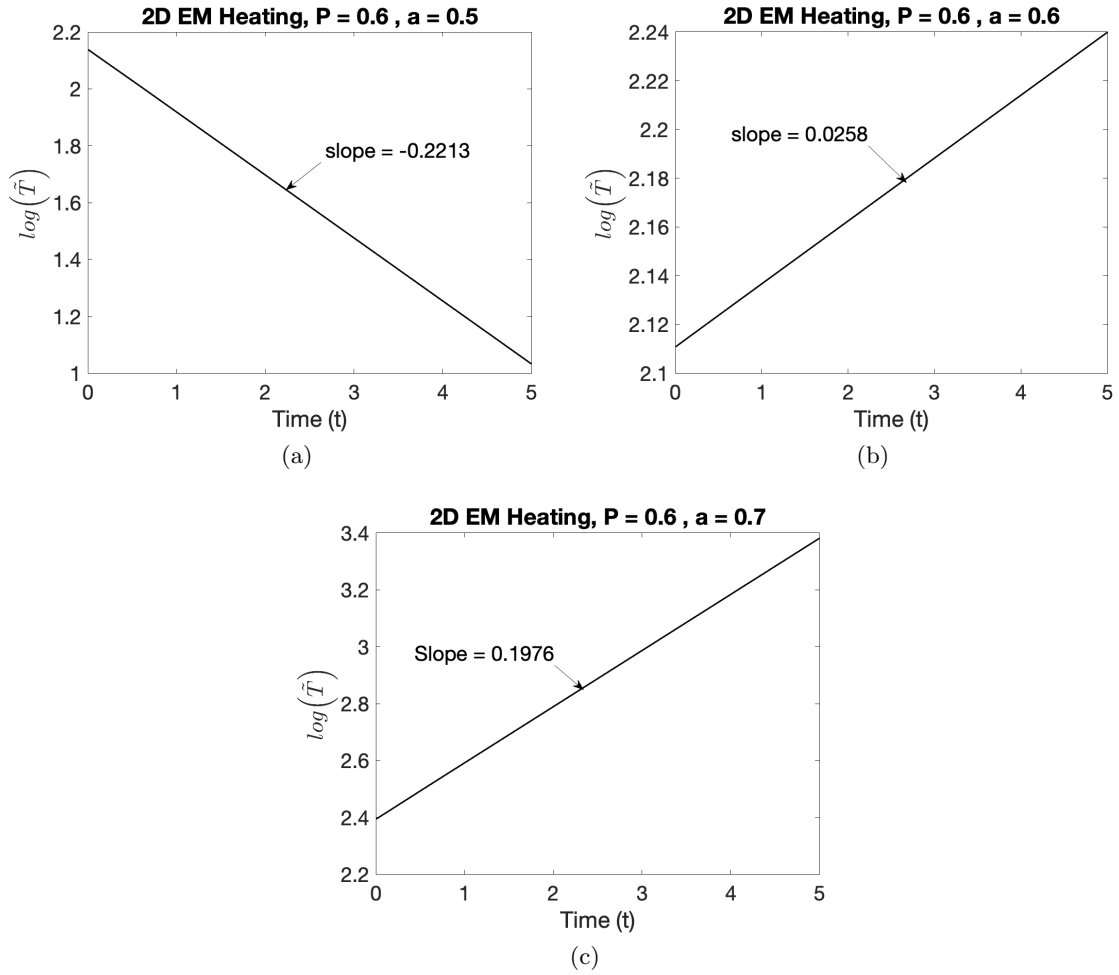 2D EM Heating, P = 0.6 , a = 0.5
2.2
2
1.8
1.6
1.4
1.2
1
log(T̃)
slope = -0.2213
0 1 2 3 4 5
Time (t)
(a)
2D EM Heating, P = 0.6 , a = 0.6
2.24
2.22
2.2
2.18
2.16
2.14
2.12
2.1
log(T̃)
slope = 0.0258
0 1 2 3 4 5
Time (t)
(b)
2D EM Heating, P = 0.6 , a = 0.7
3.4
3.2
3
2.8
2.6
2.4
2.2
log(T̃)
Slope = 0.1976
0 1 2 3 4 5
Time (t)
(c)